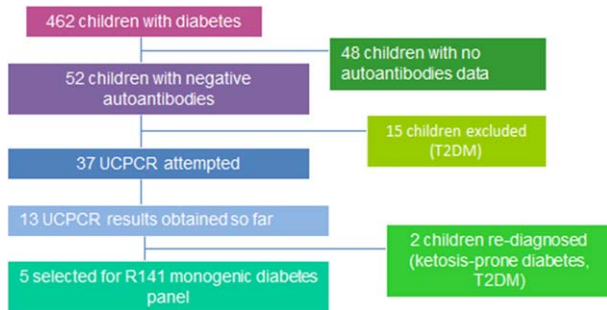 462 children with diabetes
48 children with no
autoantibodies data
52 children with negative
autoantibodies
15 children excluded
(T2DM)
37 UCPCR attempted
13 UCPCR results obtained so far
2 children re-diagnosed
(ketosis-prone diabetes,
T2DM)
5 selected for R141 monogenic diabetes
panel